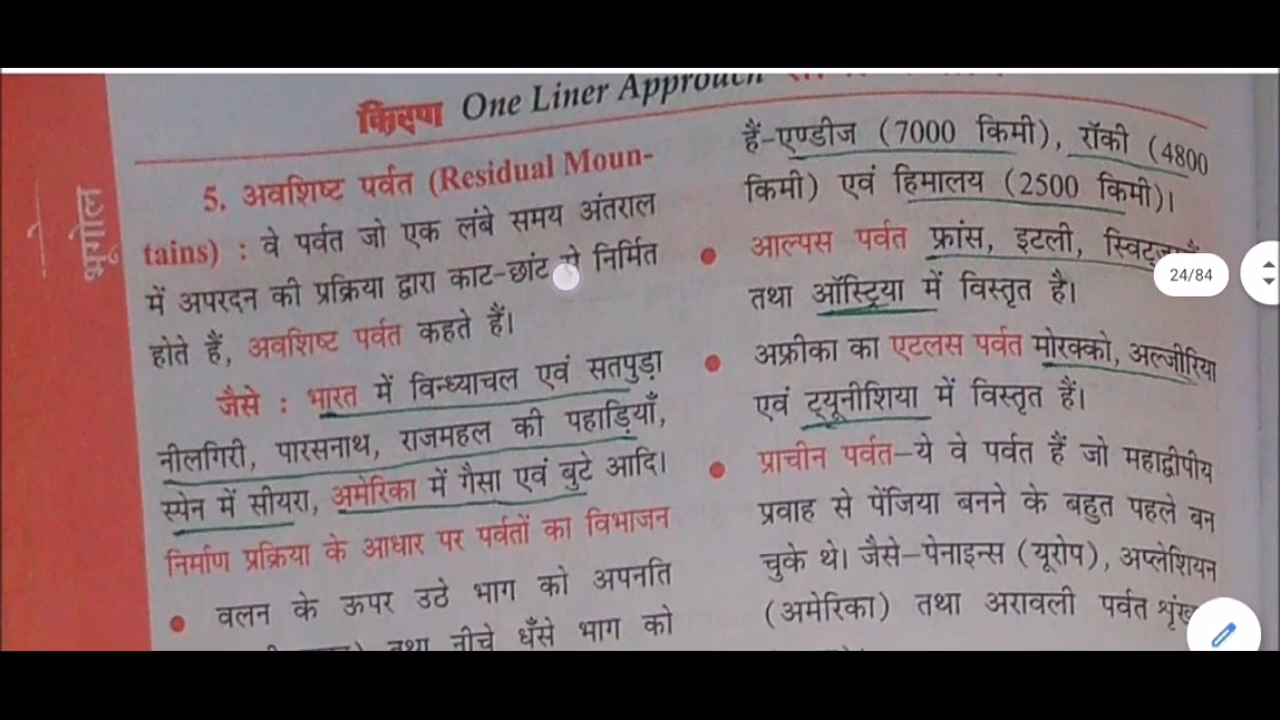 किरण One Liner Approach
भूगोल
5. अवशिष्ट पर्वत (Residual Moun-
tains) : वे पर्वत जो एक लंबे समय अंतराल
में अपरदन की प्रक्रिया द्वारा काट-छांट से निर्मित
होते हैं, अवशिष्ट पर्वत कहते हैं।
जैसे : भारत में विन्ध्याचल एवं सतपुड़ा
नीलगिरी, पारसनाथ, राजमहल की पहाड़ियाँ,
स्पेन में सीयरा, अमेरिका में गैसा एवं बुटे आदि।
निर्माण प्रक्रिया के आधार पर पर्वतों का विभाजन
• वलन के ऊपर उठे भाग को अपनति
तथा नीचे धँसे भाग को
हैं-एण्डीज (7000 किमी), रॉकी (4800
किमी) एवं हिमालय (2500 किमी)।
• आल्पस पर्वत फ्रांस, इटली,
तथा ऑस्ट्रिया में विस्तृत है।
• अफ्रीका का एटलस पर्वत मोरक्को, अल्जीरिया
एवं ट्यूनीशिया में विस्तृत हैं।
• प्राचीन पर्वत–ये वे पर्वत हैं जो महाद्वीपीय
प्रवाह से पेंजिया बनने के बहुत पहले बन
चुके थे। जैसे–पेनाइन्स (यूरोप), अप्लेशियन
(अमेरिका) तथा अरावली पर्वत
24/84